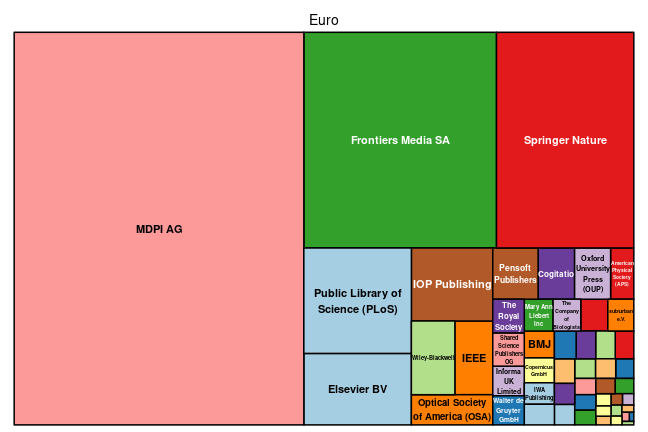 Euro
MDPI AG
Frontiers Media SA
Springer Nature
Public Library of
Science (PLoS)
Elsevier BV
IOP Publishing
Wiley-Blackwell
IEEE
Optical Society
of America (OSA)
Pensoft
Publishers
Cogitatio
Oxford
University
Press
(OUP)
American
Physical
Society
(APS)
The
Royal
Society
Mary Ann
Liebert
Inc
The
Company
of
Biologists
suburban
e.V.
Shared
Science
Publishers
OG
BMJ
Informa
UK
Limited
Copernicus
GmbH
IWA
Publishing
Walter de
Gruyter
GmbH